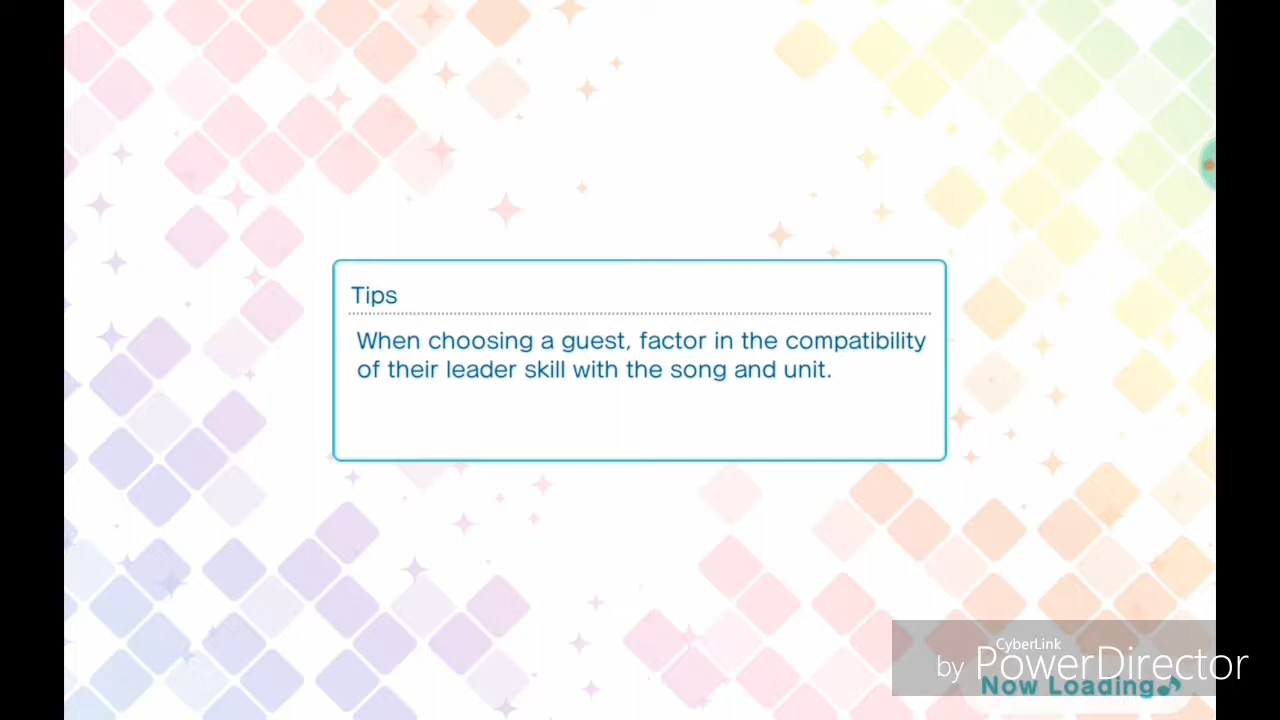 Tips
When choosing a guest, factor in the compatibility
of their leader skill with the song and unit.
CyberLink
by PowerDirector
Now Loading♪